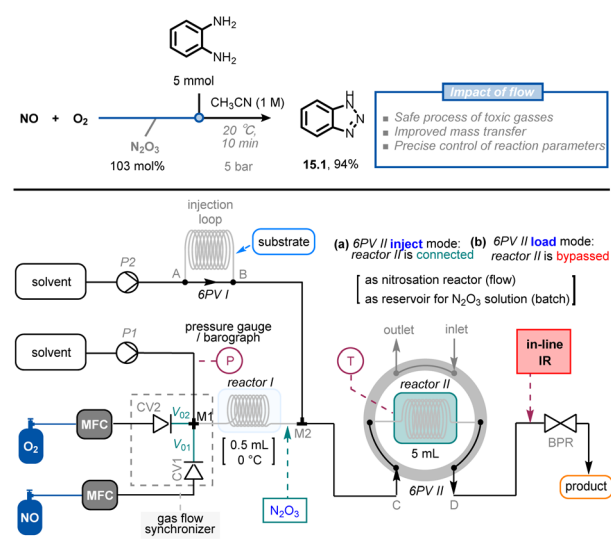 NH2
NH2
5 mmol
NO + O2
CH3CN (1 M)
20 °C,
10 min
5 bar
N2O3
103 mol%
H
N
N
N
15.1, 94%
Impact of flow
■ Safe process of toxic gasses
■ Improved mass transfer
■ Precise control of reaction parameters
injection
loop
substrate
solvent
P2
A
B
6PV I
(a) 6PV II inject mode:
reactor II is connected
(b) 6PV II load mode:
reactor II is bypassed
as nitrosation reactor (flow)
as reservoir for N2O3 solution (batch)
solvent
P1
pressure gauge
/ barograph
P
outlet
inlet
T
in-line
IR
reactor I
reactor II
CV2
V02
M1
MFC
O2
V01
0.5 mL
0 °C
M2
5 mL
BPR
CV1
MFC
NO
gas flow
synchronizer
N2O3
C
6PV II
D
product